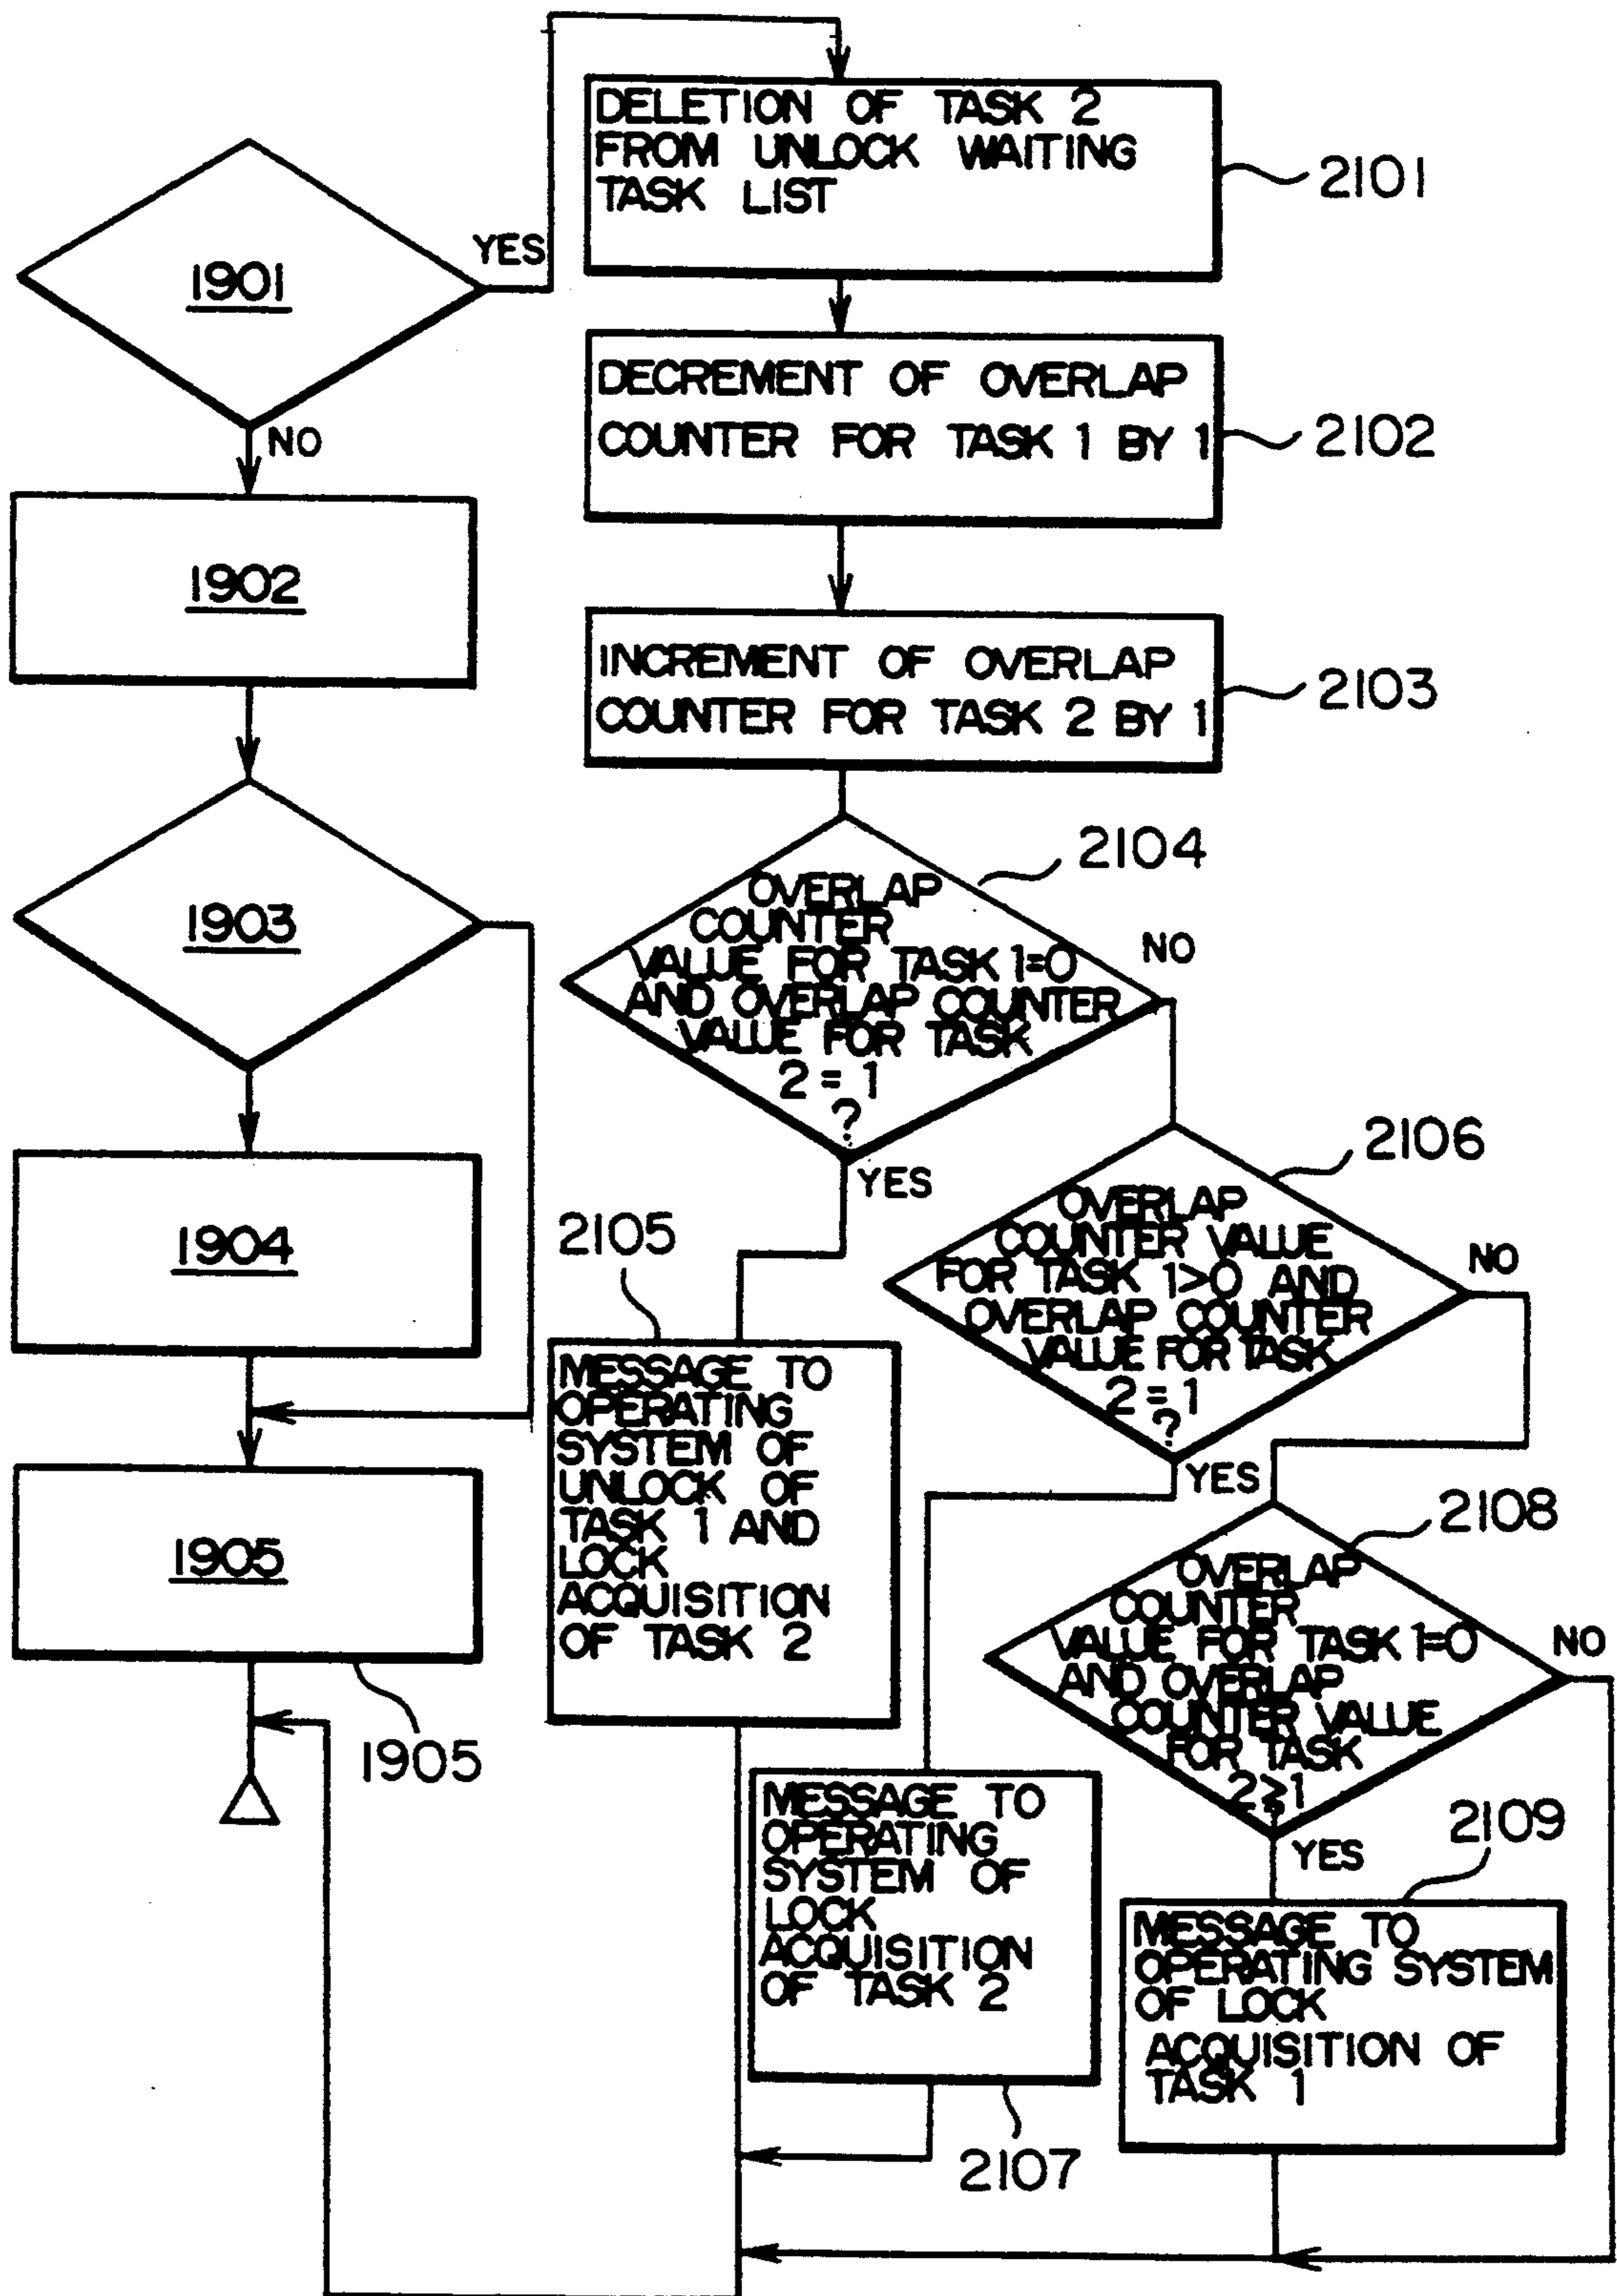 1901
YES
NO
1902
1903
1904
1905
1905
DELETION OF TASK 2
FROM UNLOCK WAITING
TASK LIST
2101
DECREMENT OF OVERLAP
COUNTER FOR TASK 1 BY 1
2102
INCREMENT OF OVERLAP
COUNTER FOR TASK 2 BY 1
2103
2104
OVERLAP
COUNTER
VALUE FOR TASK 1=0
AND OVERLAP COUNTER
VALUE FOR TASK
2 = 1
?
NO
YES
2105
MESSAGE TO
OPERATING
SYSTEM OF
UNLOCK OF
TASK 1 AND
LOCK
ACQUISITION
OF TASK 2
2106
OVERLAP
COUNTER VALUE
FOR TASK 1>0 AND
OVERLAP COUNTER
VALUE FOR TASK
2 = 1
?
NO
YES
MESSAGE TO
OPERATING
SYSTEM OF
LOCK
ACQUISITION
OF TASK 2
2107
2108
OVERLAP
COUNTER
VALUE FOR TASK 1=0
AND OVERLAP
COUNTER VALUE
FOR TASK
2>1
?
NO
YES
2109
MESSAGE TO
OPERATING SYSTEM
OF LOCK
ACQUISITION OF
TASK 1